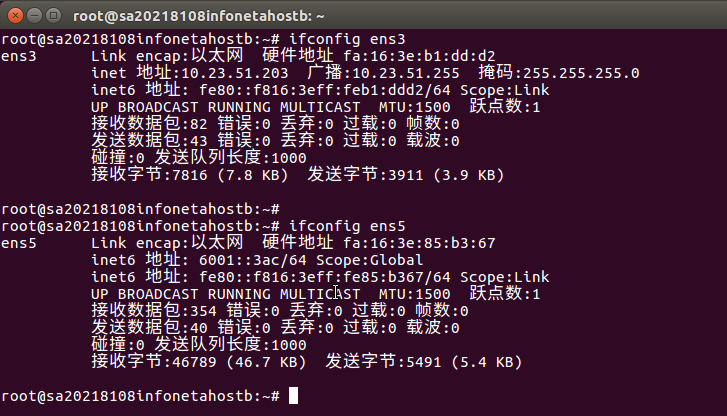 root@sa20218108infonetahostb: ~
root@sa20218108infonetahostb:~# ifconfig ens3
ens3 Link encap:以太网 硬件地址 fa:16:3e:b1:dd:d2
inet 地址:10.23.51.203 广播:10.23.51.255 掩码:255.255.255.0
inet6 地址: fe80::f816:3eff:feb1:ddd2/64 Scope:Link
UP BROADCAST RUNNING MULTICAST MTU:1500 跃点数:1
接收数据包:82 错误:0 丢弃:0 过载:0 帧数:0
发送数据包:43 错误:0 丢弃:0 过载:0 载波:0
碰撞:0 发送队列长度:1000
接收字节:7816 (7.8 KB) 发送字节:3911 (3.9 KB)
root@sa20218108infonetahostb:~#
root@sa20218108infonetahostb:~# ifconfig ens5
ens5 Link encap:以太网 硬件地址 fa:16:3e:85:b3:67
inet6 地址: 6001::3ac/64 Scope:Global
inet6 地址: fe80::f816:3eff:fe85:b367/64 Scope:Link
UP BROADCAST RUNNING MULTICAST MTU:1500 跃点数:1
接收数据包:354 错误:0 丢弃:0 过载:0 帧数:0
发送数据包:40 错误:0 丢弃:0 过载:0 载波:0
碰撞:0 发送队列长度:1000
接收字节:46789 (46.7 KB) 发送字节:5491 (5.4 KB)
root@sa20218108infonetahostb:~#